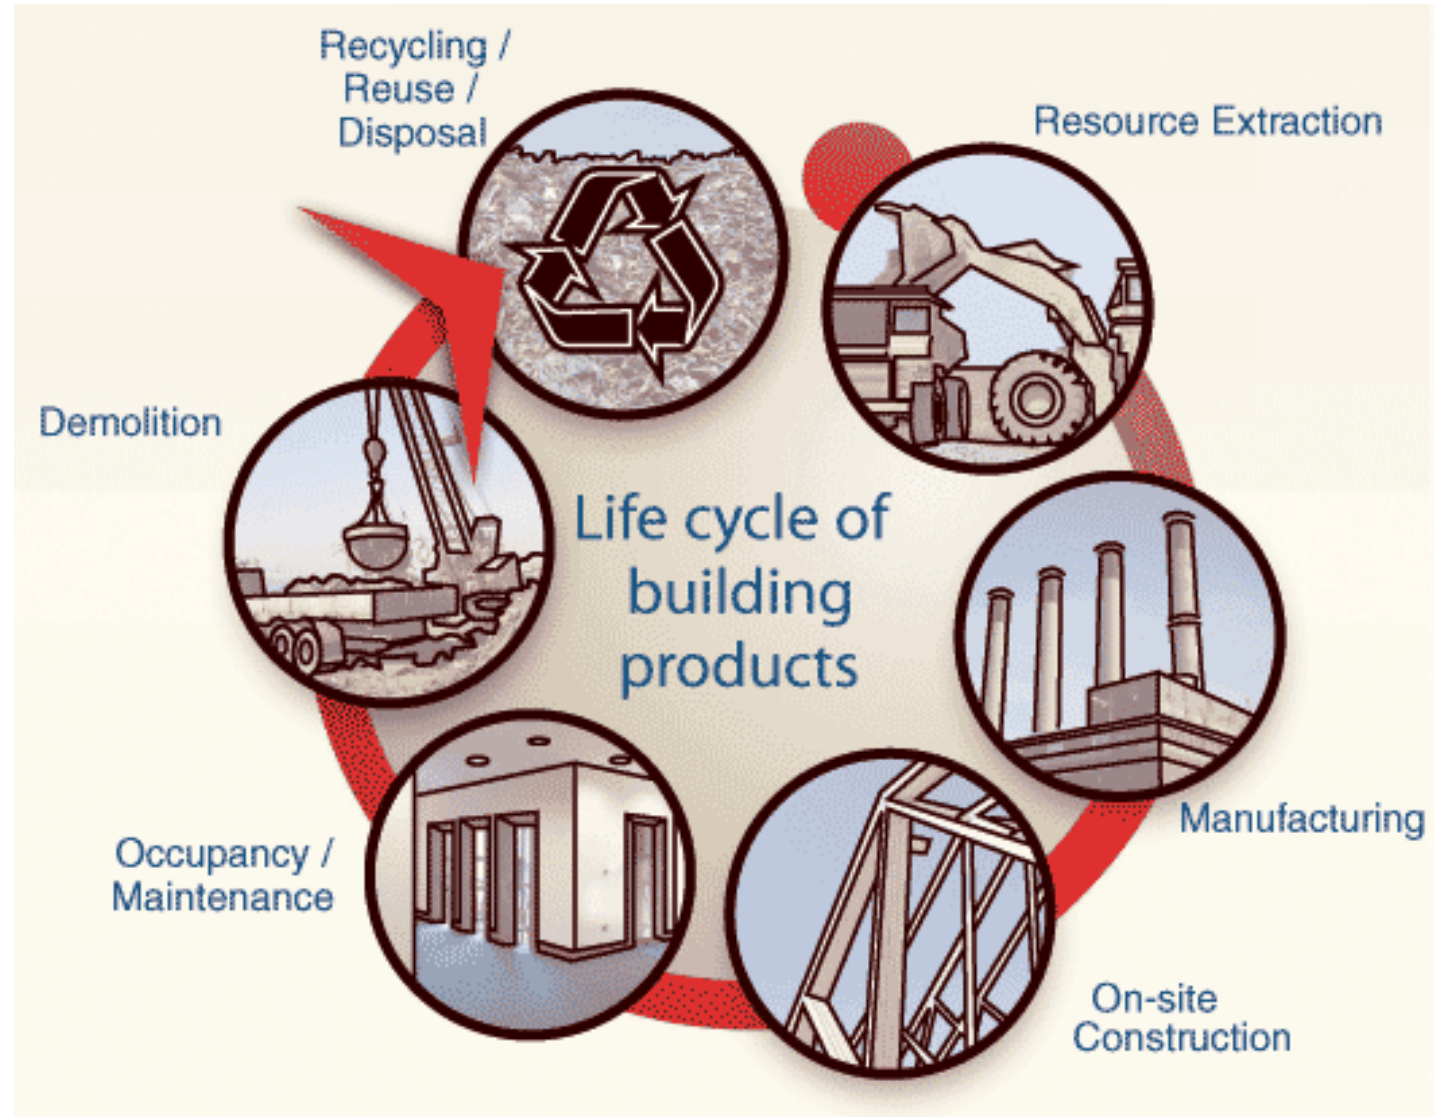 Recycling /
Reuse /
Disposal
Resource Extraction
Demolition
Life cycle of
building
products
Manufacturing
Occupancy /
Maintenance
On-site
Construction